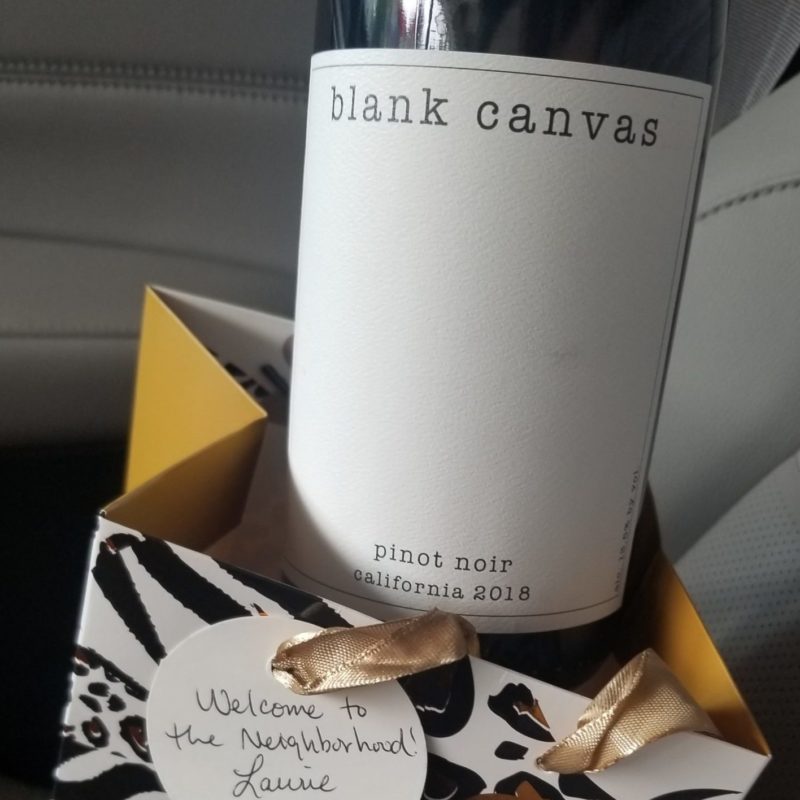 blank canvas
pinot noir
california 2018
Welcome to
the Neighborhood!
Laurie